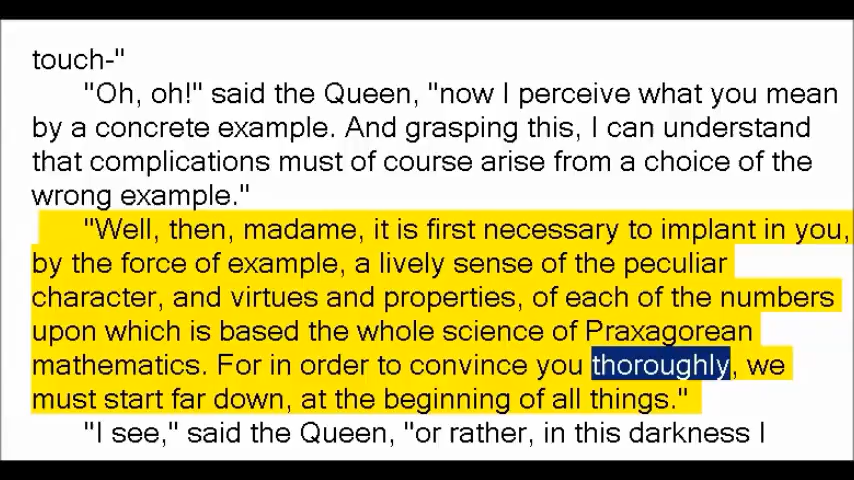 touch-"
"Oh, oh!" said the Queen, "now I perceive what you mean
by a concrete example. And grasping this, I can understand
that complications must of course arise from a choice of the
wrong example."
"Well, then, madame, it is first necessary to implant in you,
by the force of example, a lively sense of the peculiar
character, and virtues and properties, of each of the numbers
upon which is based the whole science of Praxagorean
mathematics. For in order to convince you thoroughly, we
must start far down, at the beginning of all things."
"I see," said the Queen, "or rather, in this darkness I